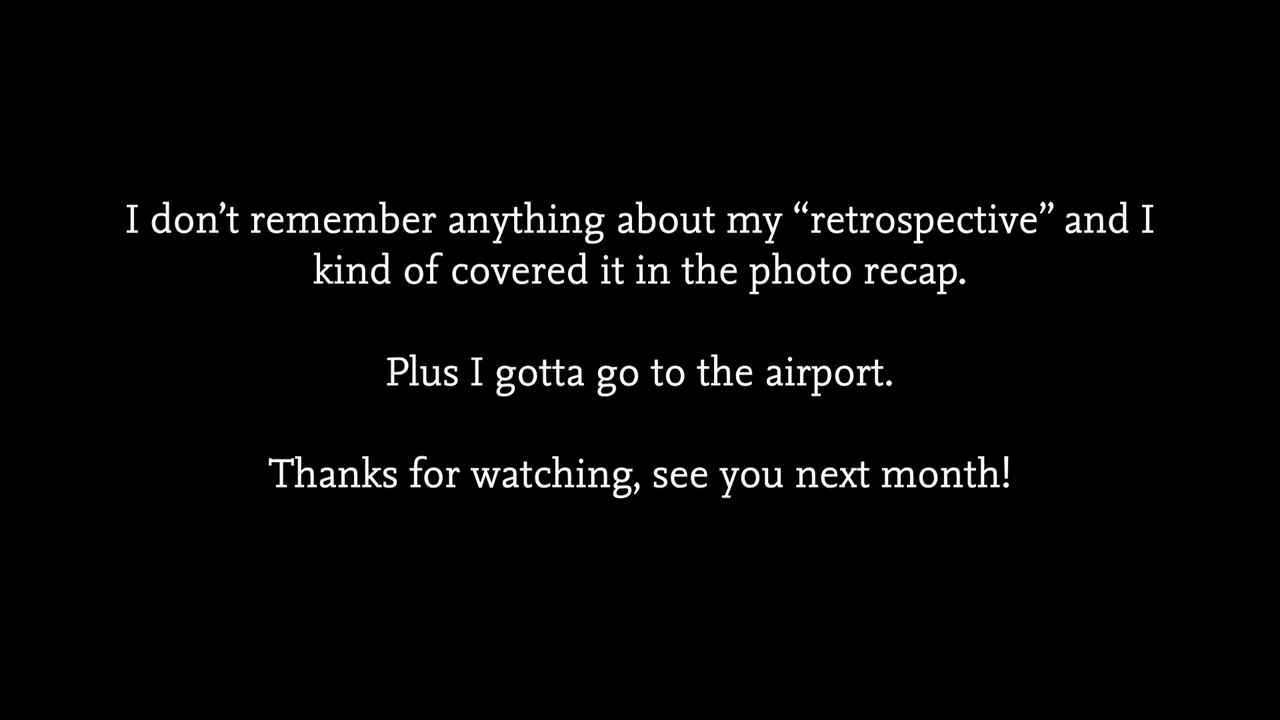 I don’t remember anything about my “retrospective” and I
kind of covered it in the photo recap.
Plus I gotta go to the airport.
Thanks for watching, see you next month!